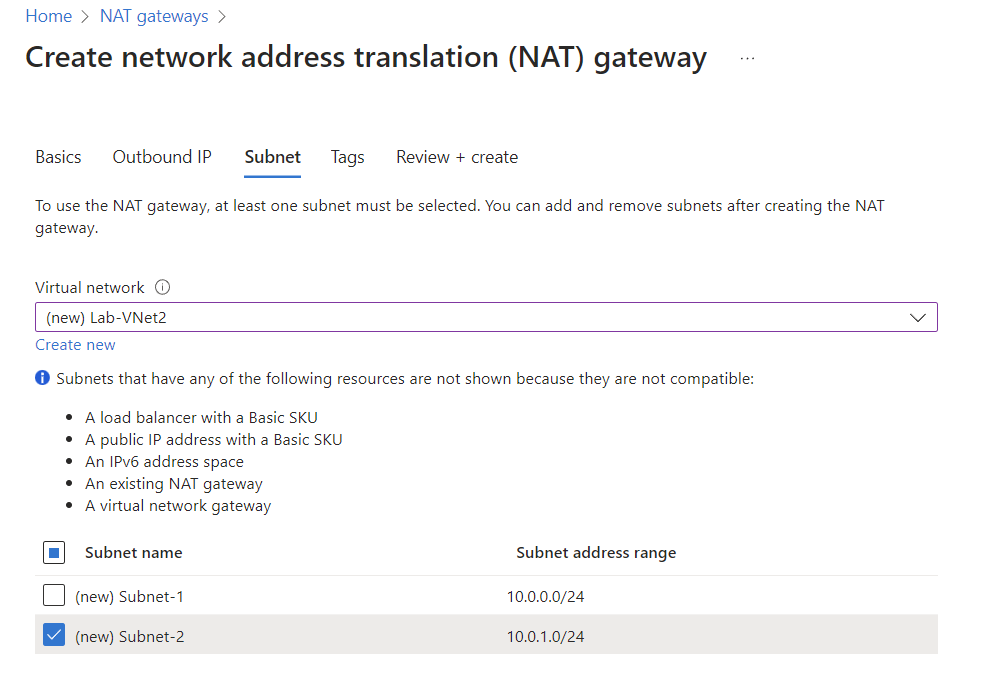 Home > NAT gateways >
Create network address translation (NAT) gateway ...
Basics Outbound IP Subnet Tags Review + create
To use the NAT gateway, at least one subnet must be selected. You can add and remove subnets after creating the NAT
gateway.
Virtual network
(new) Lab-VNet2
Create new
Subnets that have any of the following resources are not shown because they are not compatible:
• A load balancer with a Basic SKU
• A public IP address with a Basic SKU
• An IPv6 address space
• An existing NAT gateway
• A virtual network gateway
Subnet name Subnet address range
(new) Subnet-1 10.0.0.0/24
(new) Subnet-2 10.0.1.0/24